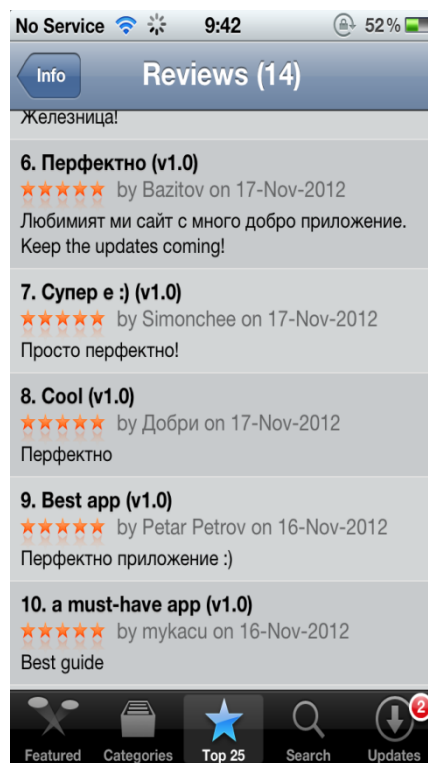 No Service 9:42 52%
Info Reviews (14)
Железница!
6. Перфектно (v1.0)
by Bazitov on 17-Nov-2012
Любимият ми сайт с много добро приложение.
Keep the updates coming!
7. Супер е :) (v1.0)
by Simonchee on 17-Nov-2012
Просто перфектно!
8. Cool (v1.0)
by Добри on 17-Nov-2012
Перфектно
9. Best app (v1.0)
by Petar Petrov on 16-Nov-2012
Перфектно приложение :)
10. a must-have app (v1.0)
by mykacu on 16-Nov-2012
Best guide
2
Featured Categories Top 25 Search Updates